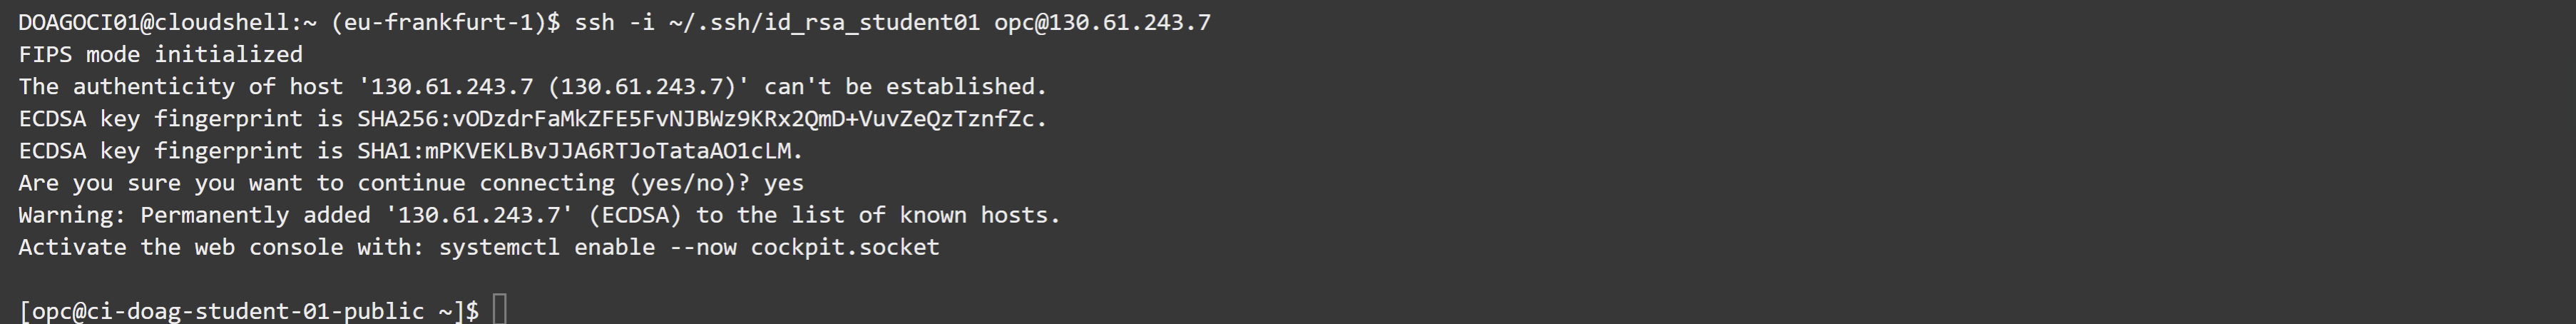 DOAGOCI01@cloudshell:~ (eu-frankfurt-1)$ ssh -i ~/.ssh/id_rsa_student01 opc@130.61.243.7
FIPS mode initialized
The authenticity of host '130.61.243.7 (130.61.243.7)' can't be established.
ECDSA key fingerprint is SHA256:vODzdrFaMkZFE5FvNJBWz9KRx2QmD+VuvZeQzTznfZc.
ECDSA key fingerprint is SHA1:mPKVEKLBvJJA6RTJoTataAO1cLM.
Are you sure you want to continue connecting (yes/no)? yes
Warning: Permanently added '130.61.243.7' (ECDSA) to the list of known hosts.
Activate the web console with: systemctl enable --now cockpit.socket
[opc@ci-doag-student-01-public ~]$